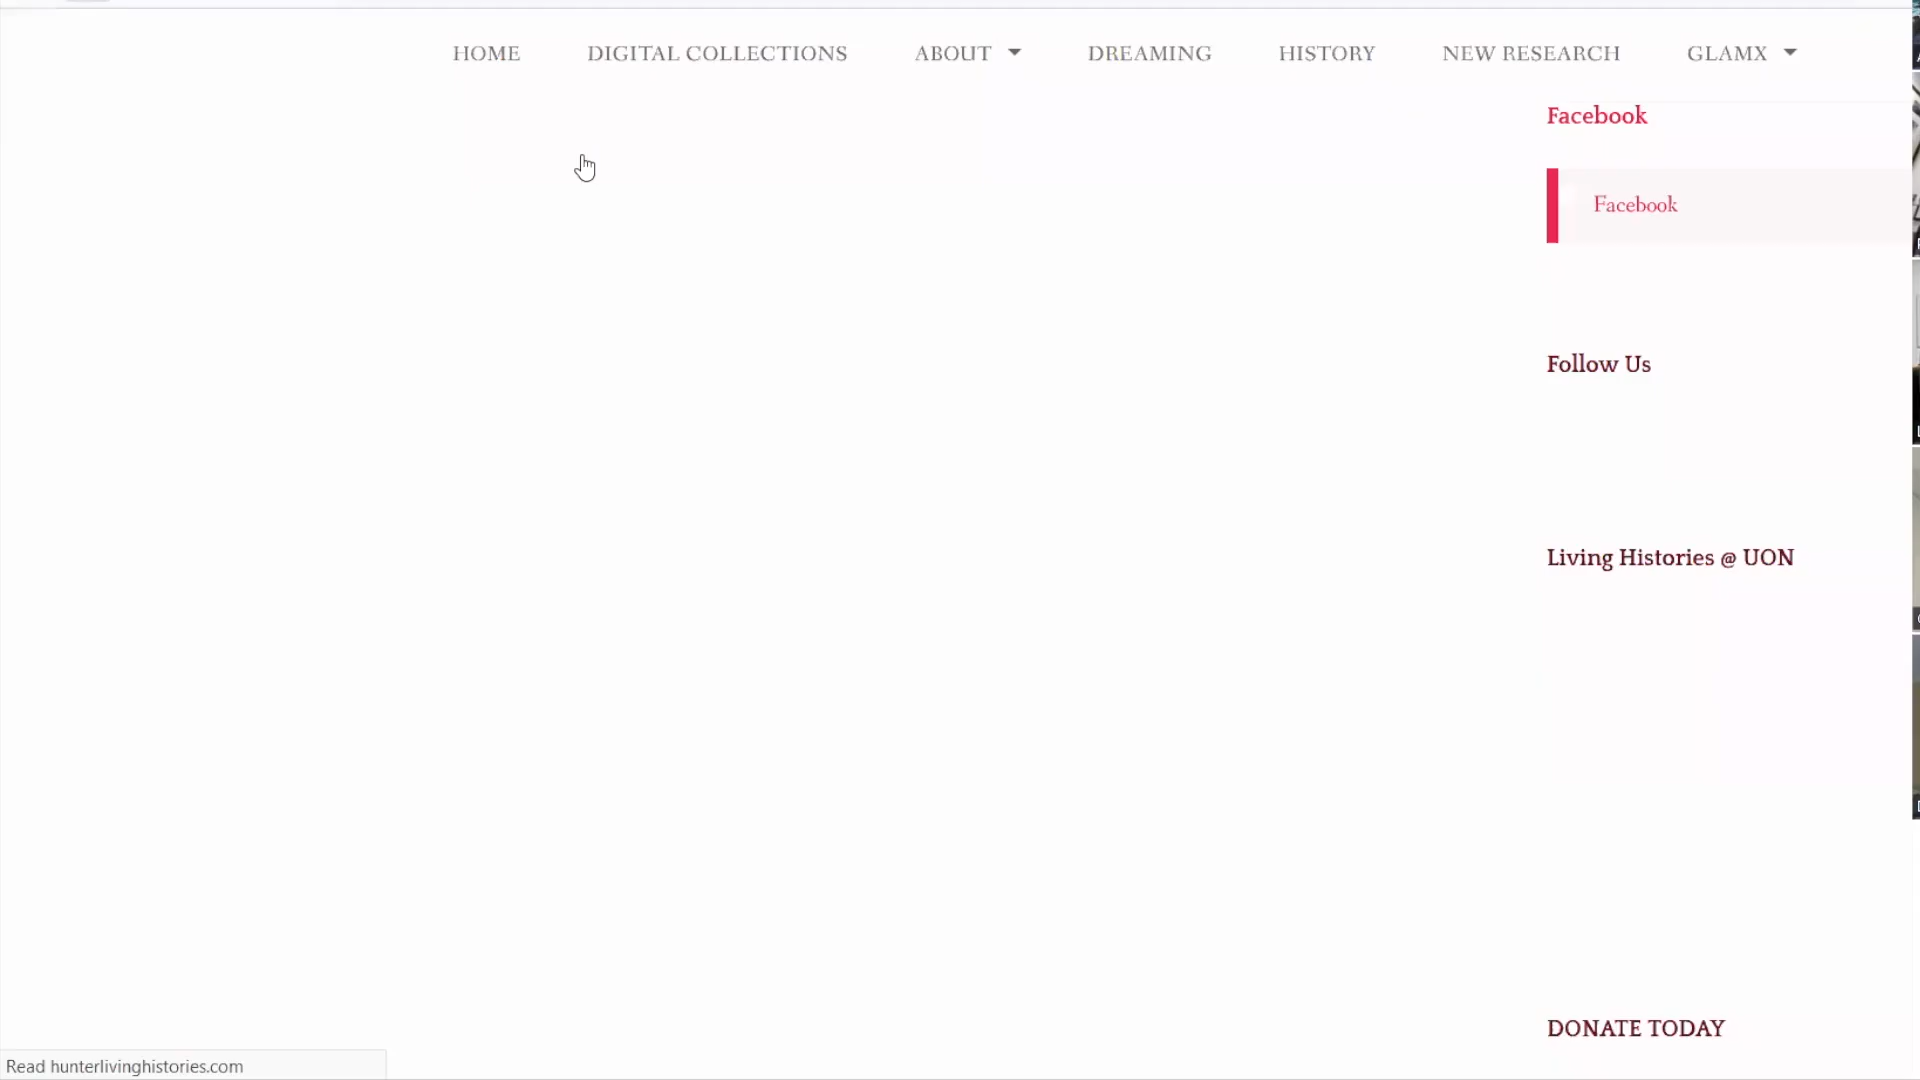 HOME DIGITAL COLLECTIONS ABOUT DREAMING HISTORY NEW RESEARCH GLAMX
Facebook
Facebook
Follow Us
Living Histories @ UON
DONATE TODAY
Read hunterlivinghistories.com